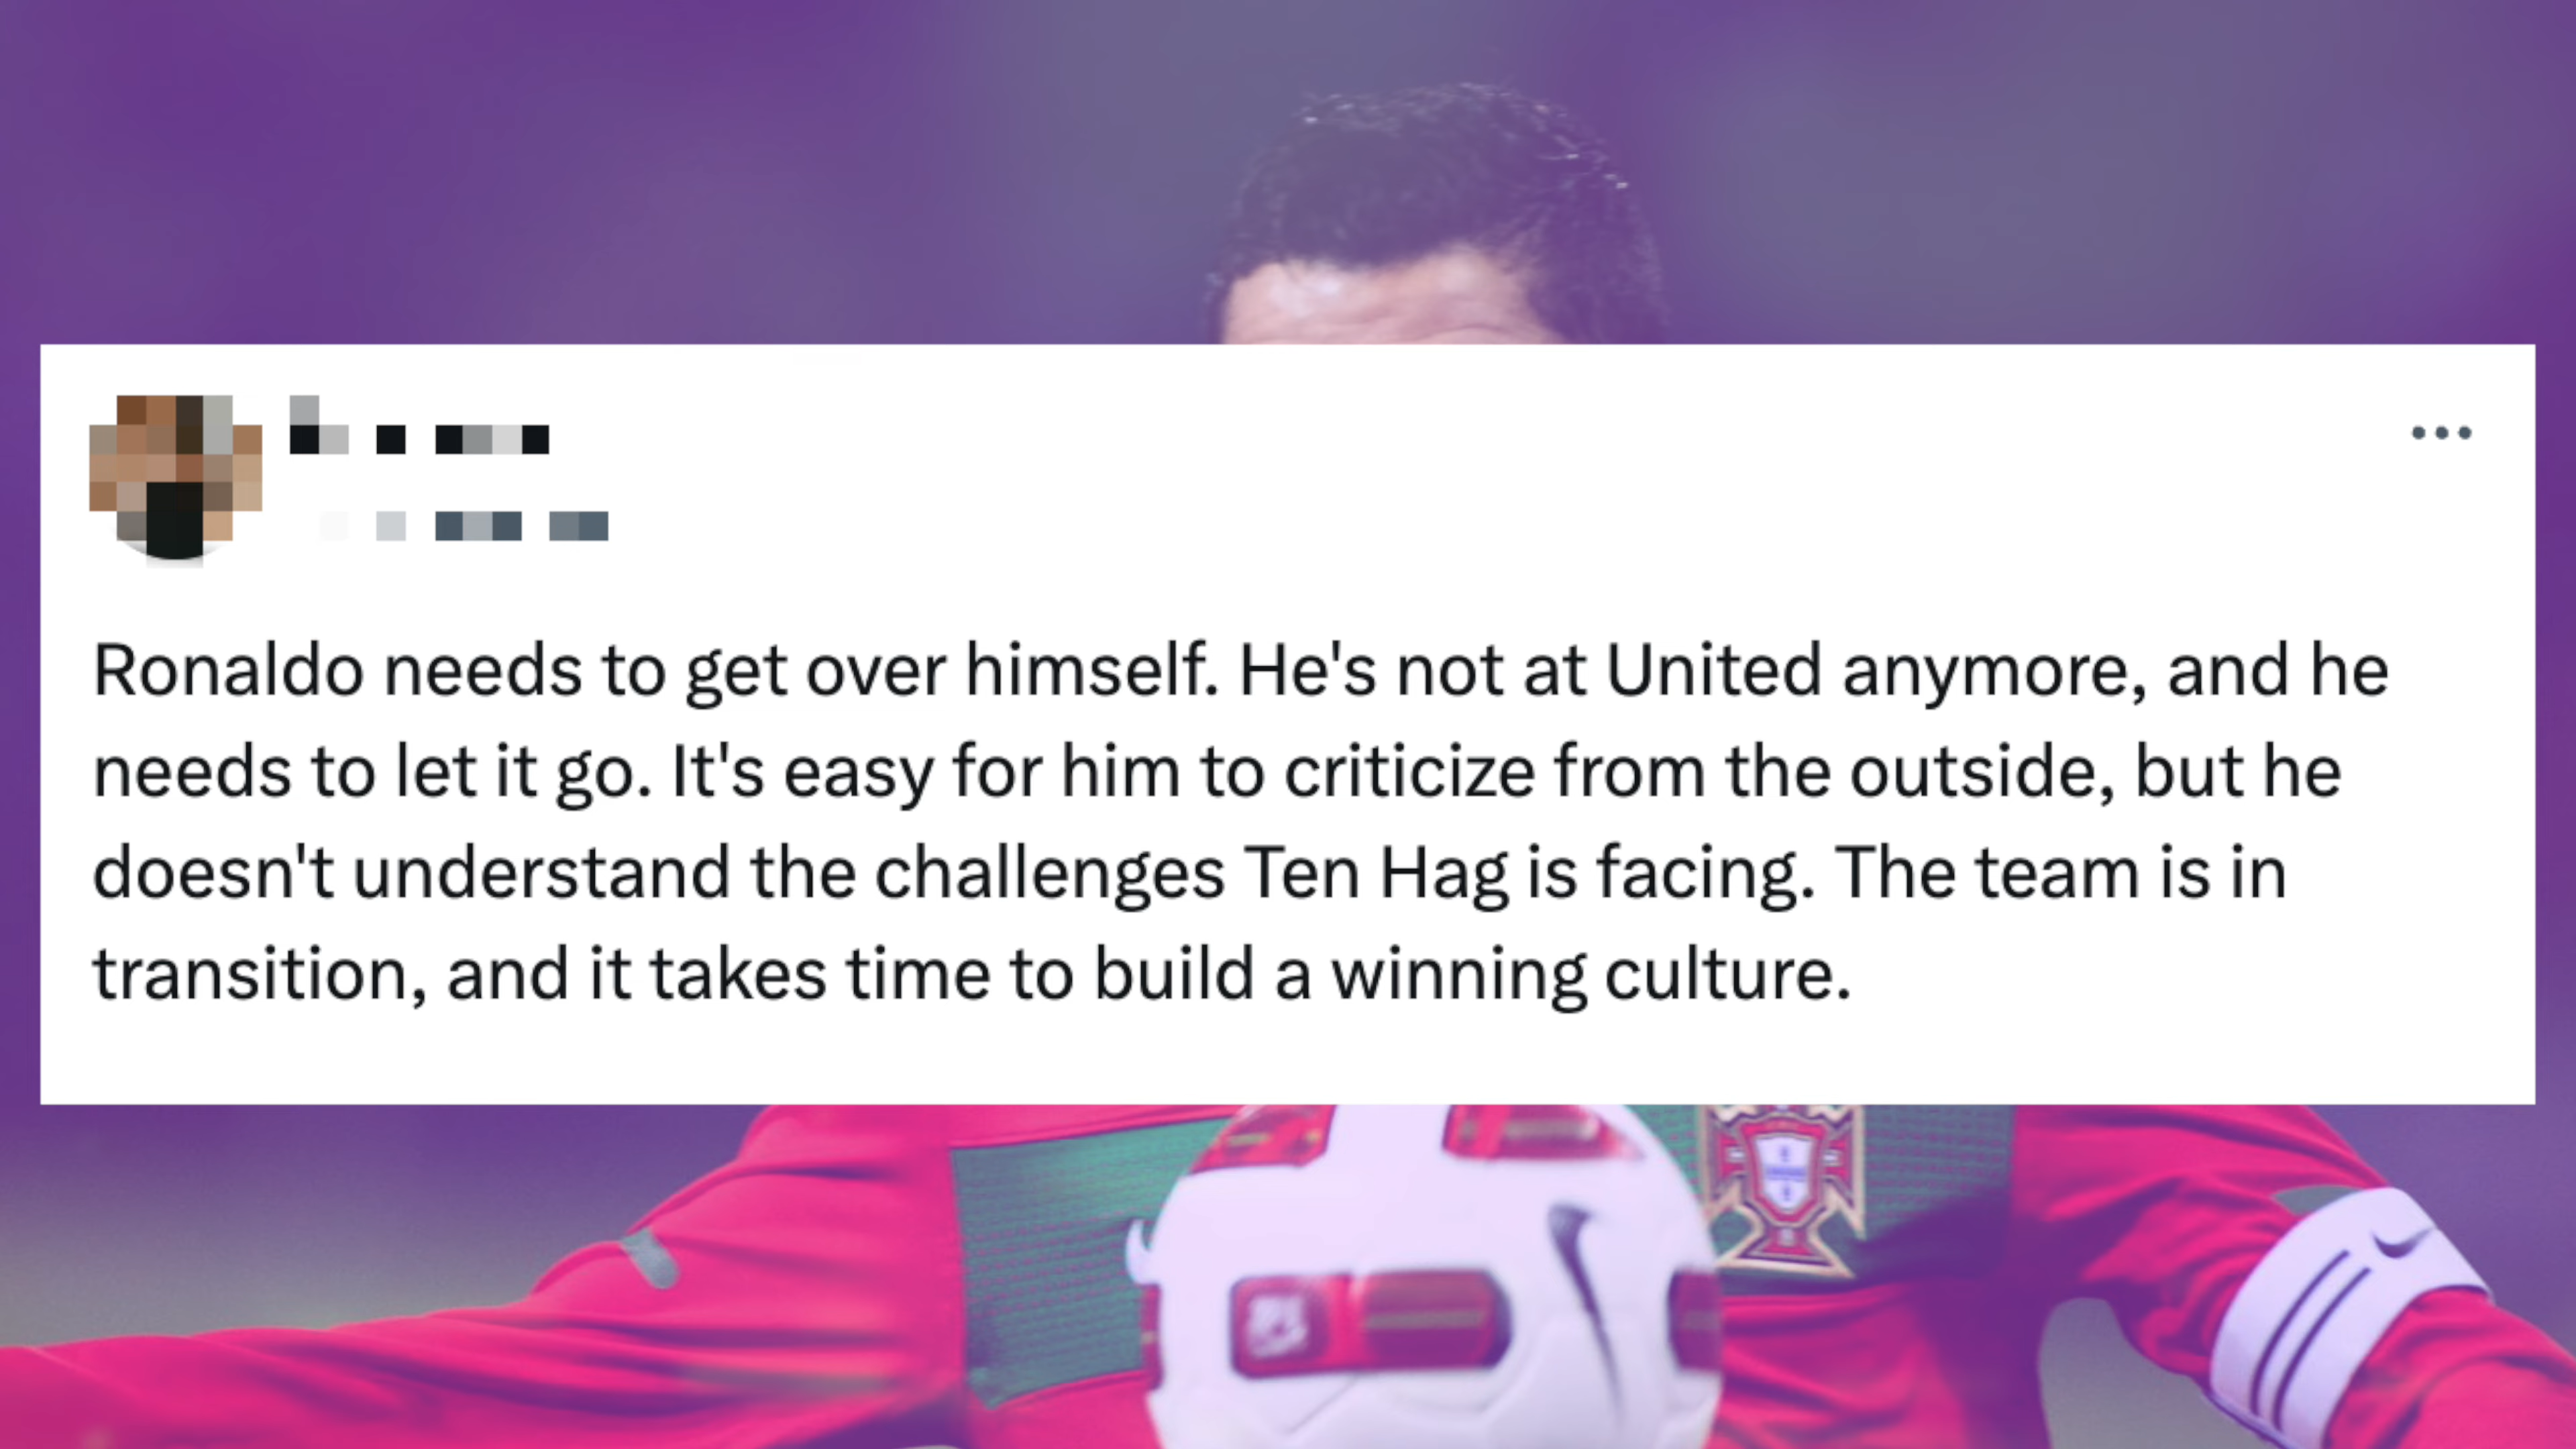 Ronaldo needs to get over himself. He's not at United anymore, and he
needs to let it go. It's easy for him to criticize from the outside, but he
doesn't understand the challenges Ten Hag is facing. The team is in
transition, and it takes time to build a winning culture.